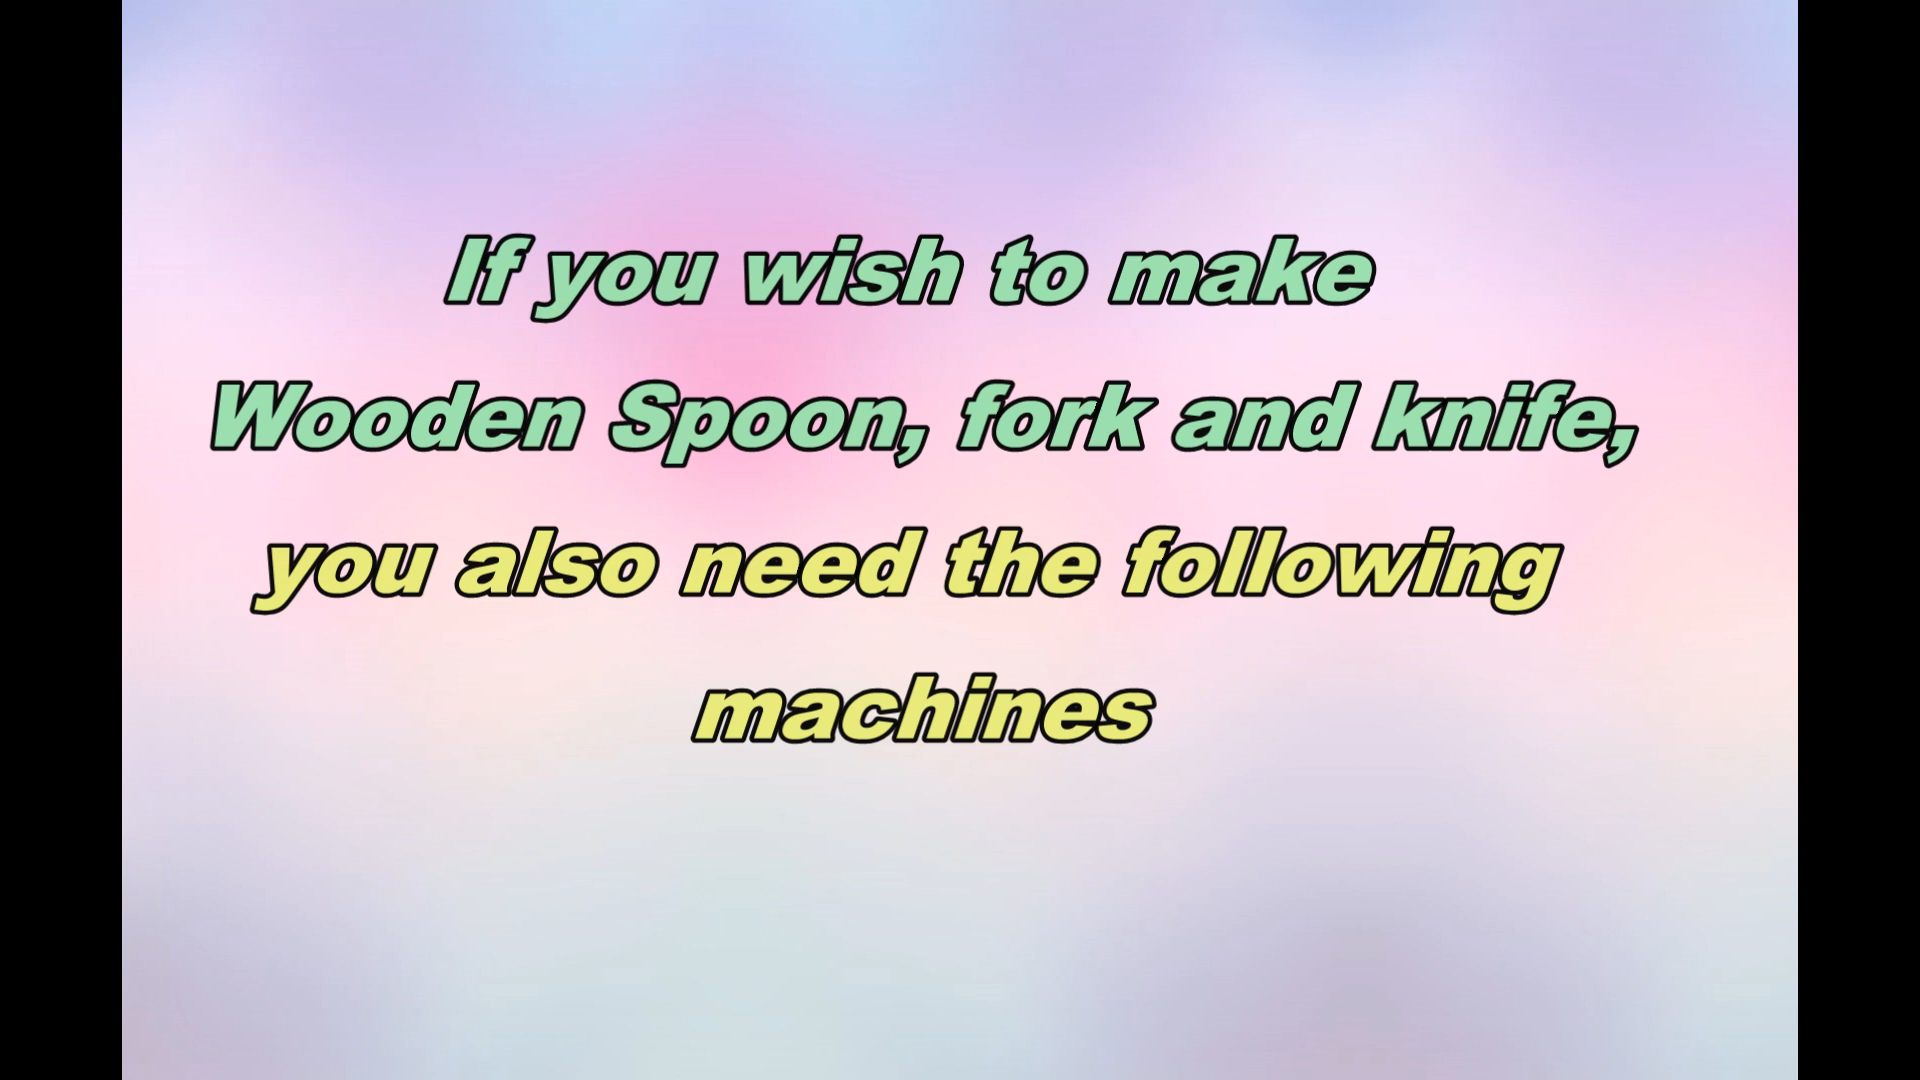 If you wish to make
Wooden Spoon, fork and knife,
you also need the following
machines